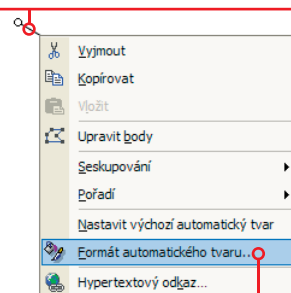 Vyjmout
Kopírovat
Vložit
Upravit body
Seskupování
Pořadí
Nastavit výchozí automatický tvar
Formát automatického tvaru...
Hypertextový odkaz...